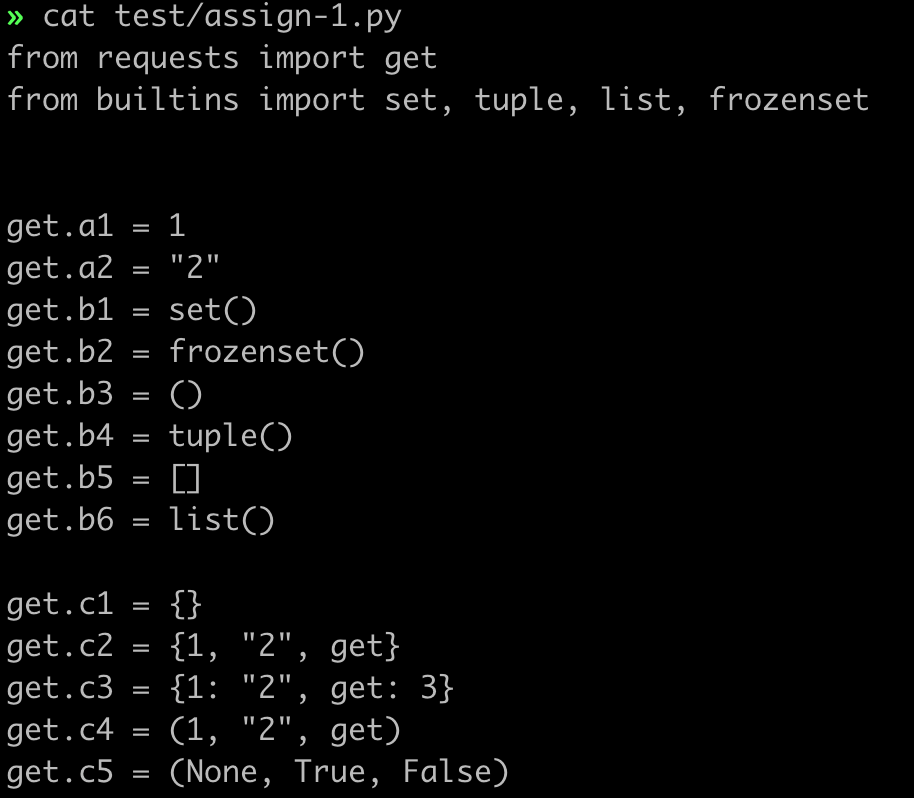 » cat test/assign-1.py
from requests import get
from builtins import set, tuple, list, frozenset
get.a1 = 1
get.a2 = "2"
get.b1 = set()
get.b2 = frozenset()
get.b3 = ()
get.b4 = tuple()
get.b5 = []
get.b6 = list()
get.c1 = {}
get.c2 = {1, "2", get}
get.c3 = {1: "2", get: 3}
get.c4 = (1, "2", get)
get.c5 = (None, True, False)